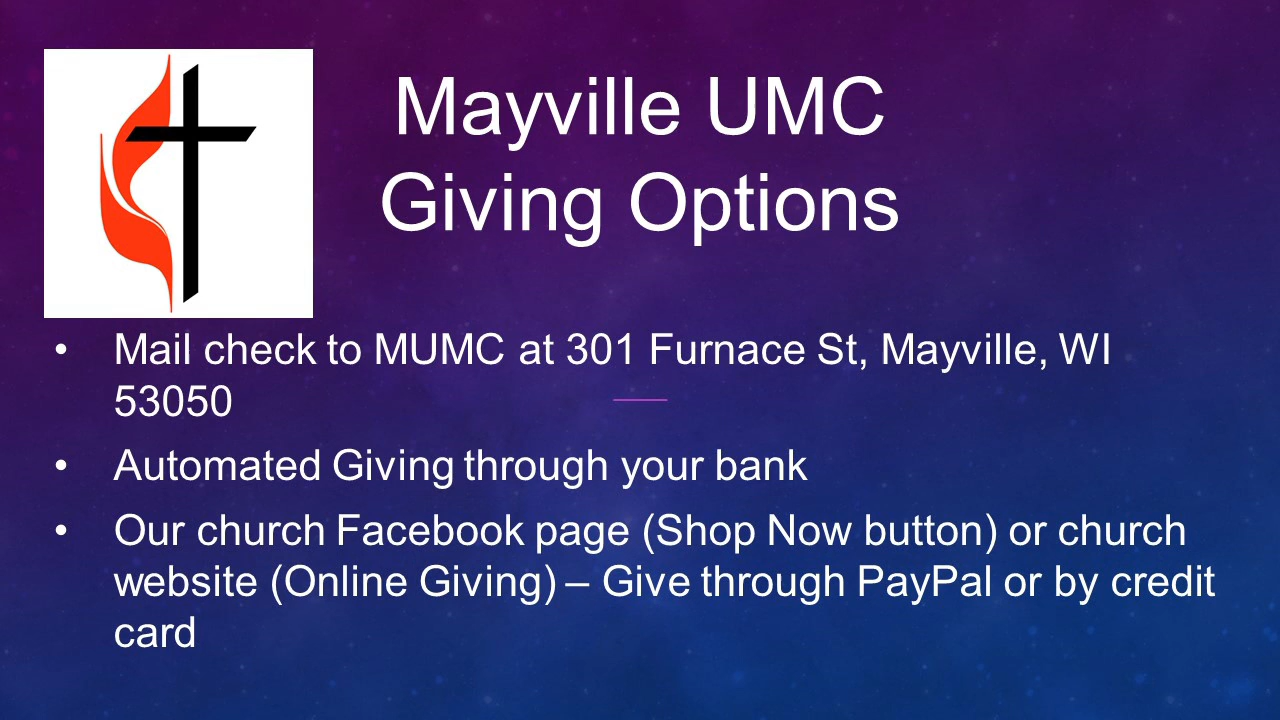 Mayville UMC
Giving Options
• Mail check to MUMC at 301 Furnace St, Mayville, WI
53050
• Automated Giving through your bank
• Our church Facebook page (Shop Now button) or church
website (Online Giving) – Give through PayPal or by credit
card